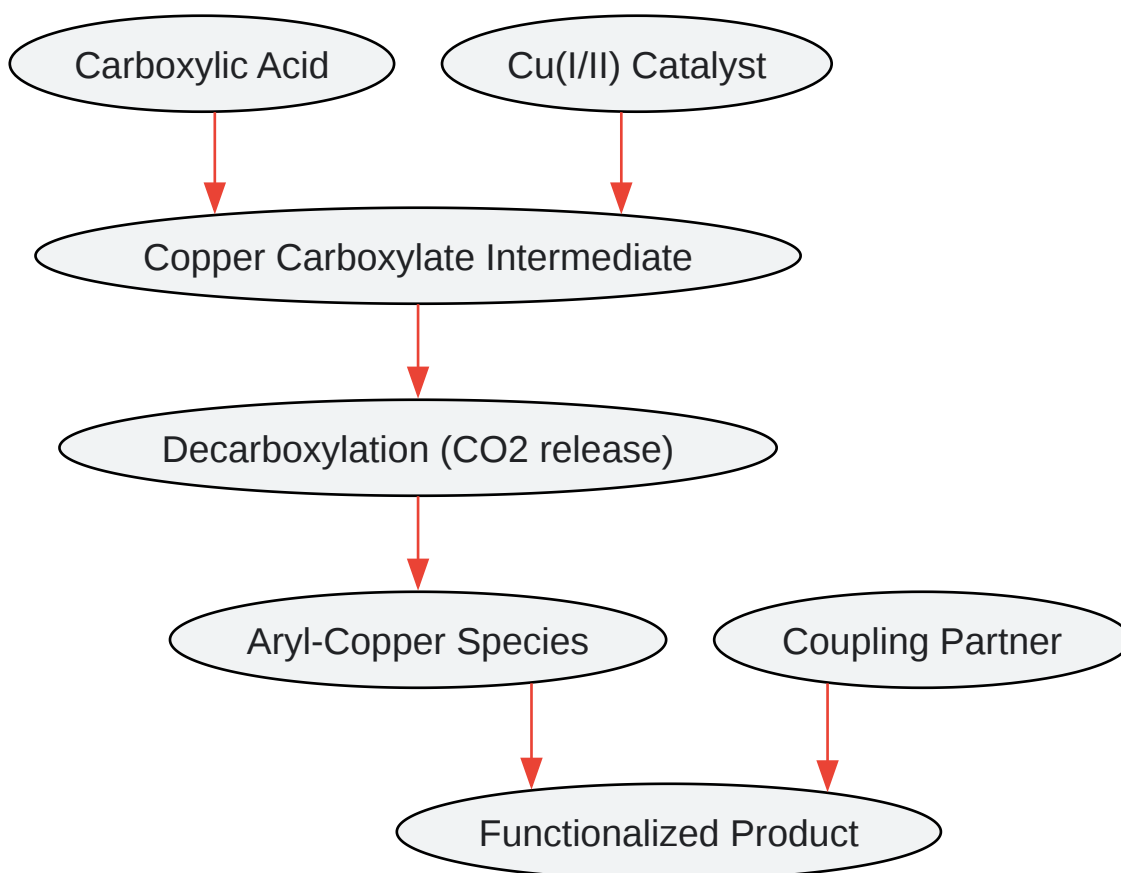 Carboxylic Acid
Cu(I/II) Catalyst
Copper Carboxylate Intermediate
Decarboxylation (CO2 release)
Aryl-Copper Species
Coupling Partner
Functionalized Product